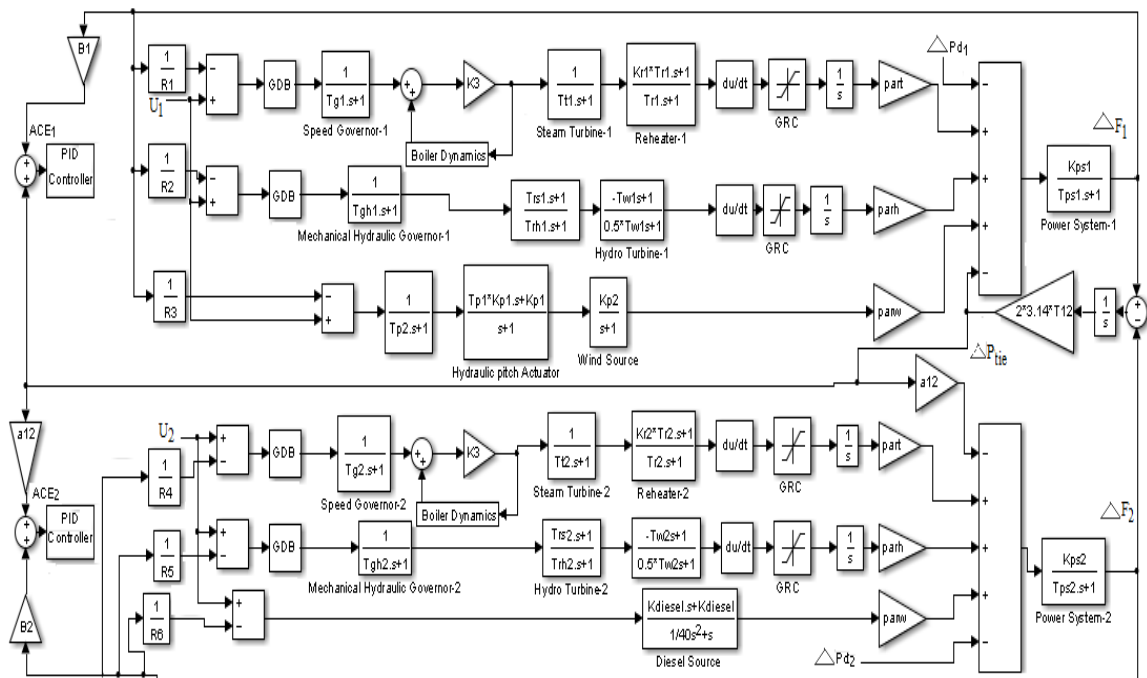 B1
1
R1
U1
GDB
1
Tg1.s+1
Speed Governor-1
K3
Boiler Dynamics
1
Tt1.s+1
Steam Turbine-1
Kr1*Tr1.s+1
Tr1.s+1
Reheater-1
du/dt
GRC
1
s
part
△Pd1
△F1
ACE1
PID
Controller
1
R2
GDB
1
Tgh1.s+1
Mechanical Hydraulic Governor-1
Trs1.s+1
Trh1.s+1
-Tw1s+1
0.5*Tw1s+1
Hydro Turbine-1
du/dt
GRC
1
s
parh
Kps1
Tps1.s+1
Power System-1
1
R3
1
Tp2.s+1
Tp1*Kp1.s+Kp1
s+1
Hydraulic pitch Actuator
Kp2
s+1
Wind Source
parw
2*3.14*T12
1
s
△Ptie
a12
a12
U2
ACE2
PID
Controller
1
R4
GDB
1
Tg2.s+1
Speed Governor-2
K3
Boiler Dynamics
1
Tt2.s+1
Steam Turbine-2
Kr2*Tr2.s+1
Tr2.s+1
Reheater-2
du/dt
GRC
1
s
part
△F2
1
R5
GDB
1
Tgh2.s+1
Mechanical Hydraulic Governor-2
Trs2.s+1
Trh2.s+1
Hydro Turbine-2
-Tw2s+1
0.5*Tw2s+1
du/dt
GRC
1
s
parh
Kps2
Tps2.s+1
Power System-2
B2
1
R6
Kdiesel.s+Kdiesel
1/40s²+s
Diesel Source
parw
△Pd2